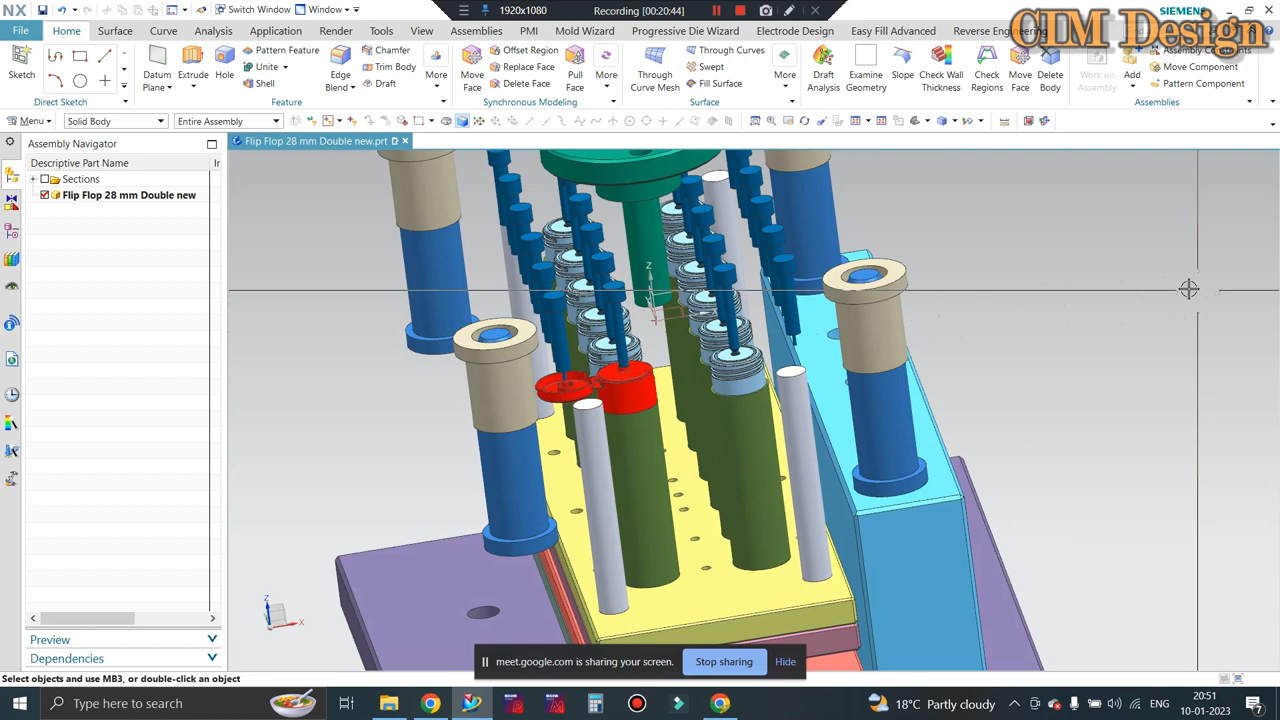 NX
Switch Window
Window
1920x1080
Recording [00:20:44]
SIEMENS
CIM Design
File
Home
Surface
Curve
Analysis
Application
Render
Tools
View
Assemblies
PMI
Mold Wizard
Progressive Die Wizard
Electrode Design
Easy Fill Advanced
Reverse Engineering
Sketch
Direct Sketch
Datum Plane
Extrude
Hole
Pattern Feature
Unite
Shell
Edge Blend
Chamfer
Trim Body
Draft
More
Feature
Move Face
Offset Region
Replace Face
Delete Face
Pull Face
More
Synchronous Modeling
Through Curve Mesh
Through Curves
Swept
Fill Surface
More
Surface
Draft Analysis
Examine Geometry
Slope
Check Wall Thickness
Check Regions
Move Face
Delete Body
Work on Assembly
Add
Assembly Constraints
Move Component
Pattern Component
Assemblies
Menu
Solid Body
Entire Assembly
Assembly Navigator
Flip Flop 28 mm Double new.prt
Descriptive Part Name
Ir
Sections
Flip Flop 28 mm Double new
Z
Z
X
Preview
Dependencies
meet.google.com is sharing your screen.
Stop sharing
Hide
Select objects and use MB3, or double-click an object
Type here to search
18°C Partly cloudy
20:51
10-01-2023
7